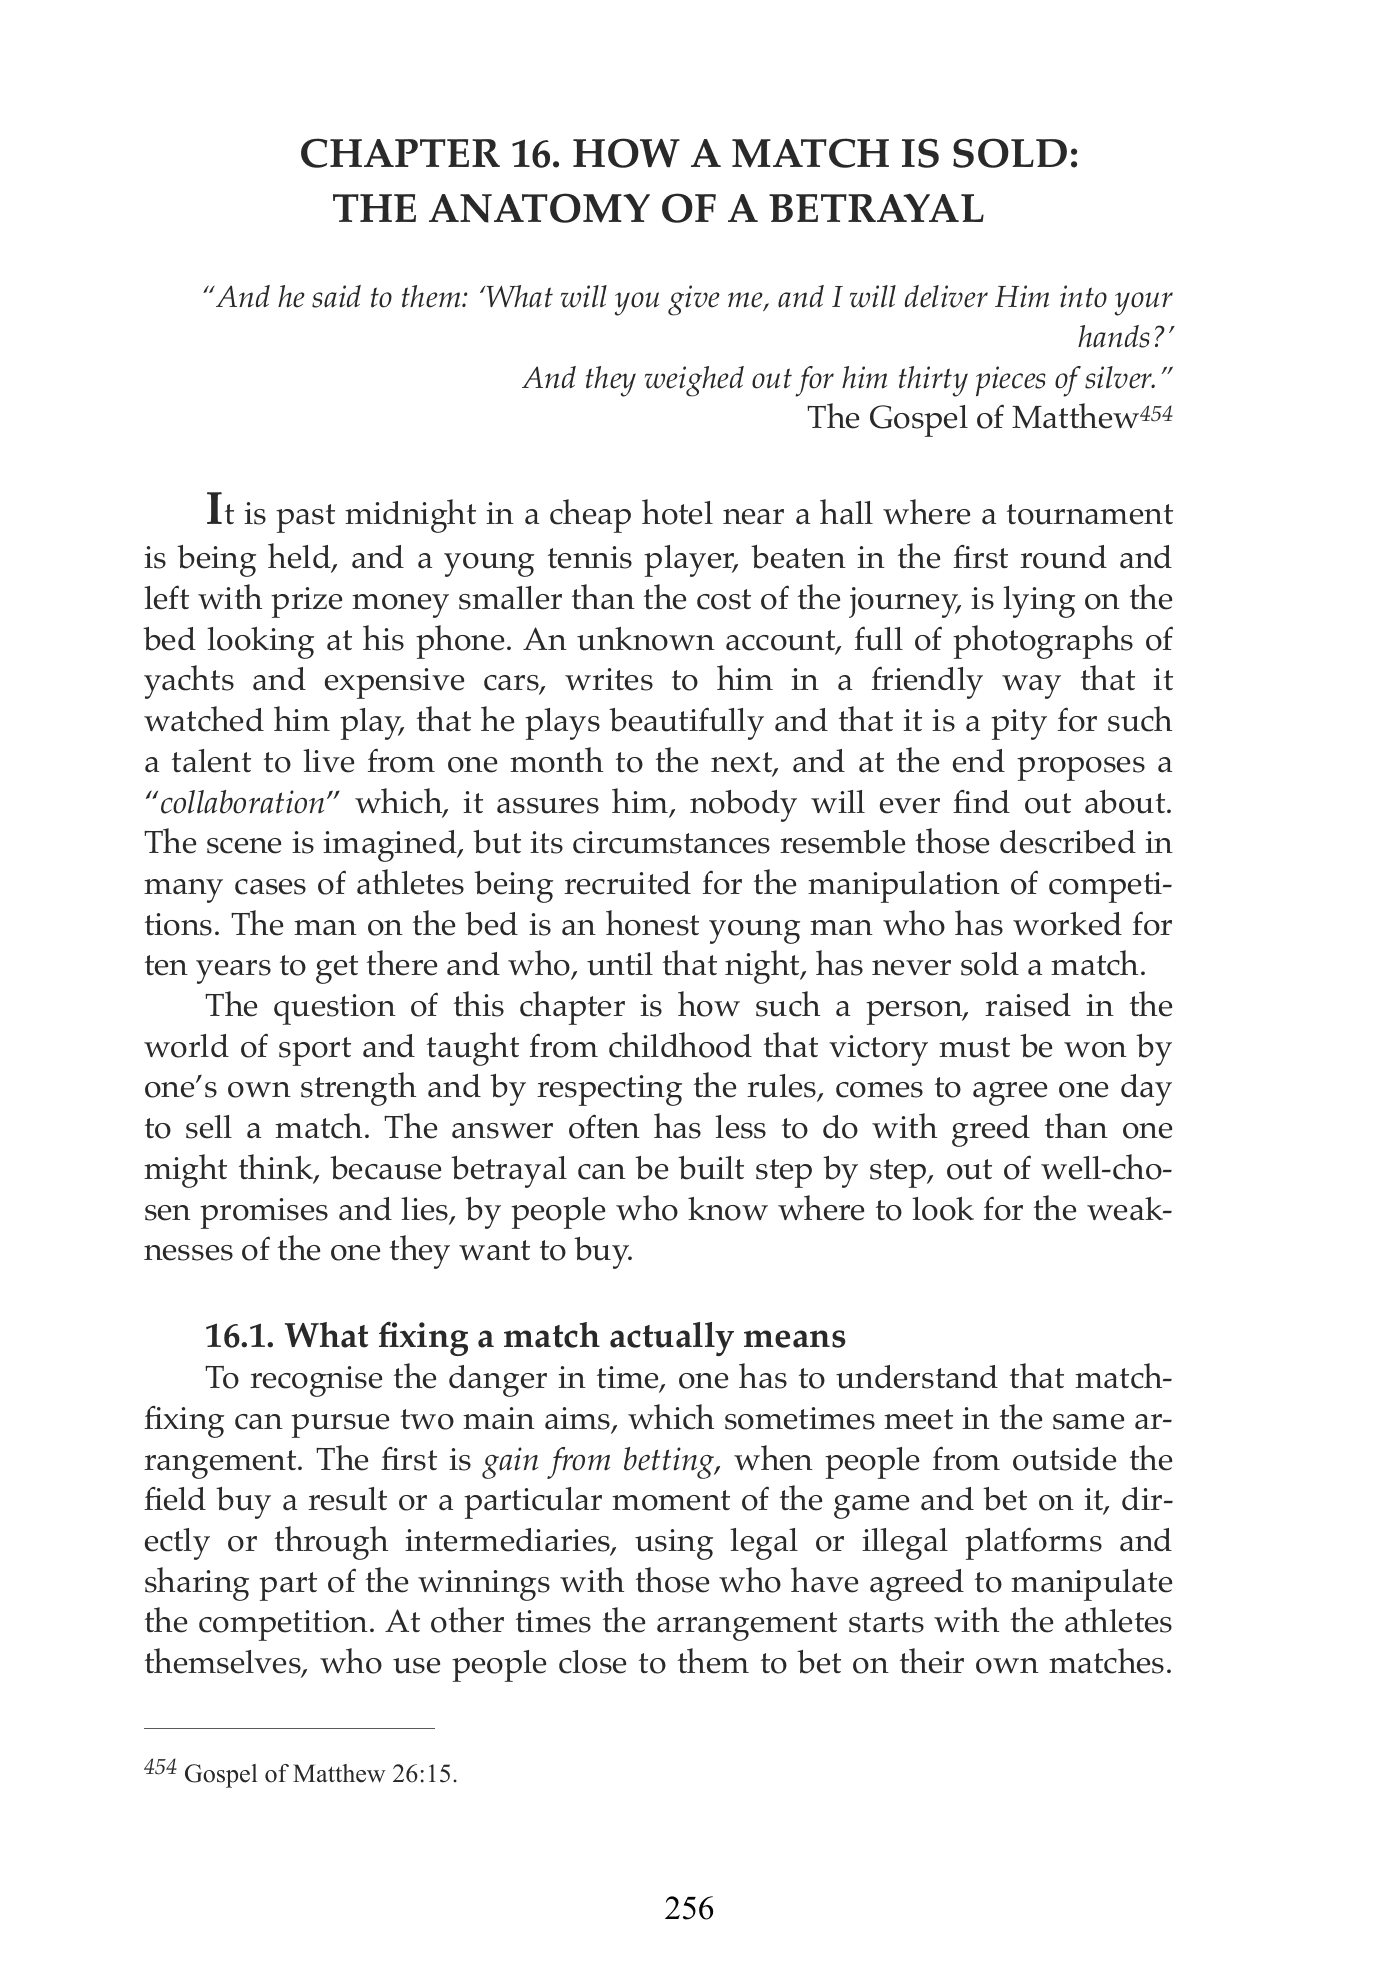 CHAPTER 16. HOW A MATCH IS SOLD:
THE ANATOMY OF A BETRAYAL
“And he said to them: ‘What will you give me, and I will deliver Him into your
hands?’
And they weighed out for him thirty pieces of silver.”
The Gospel of Matthew454
It is past midnight in a cheap hotel near a hall where a tournament
is being held, and a young tennis player, beaten in the first round and
left with prize money smaller than the cost of the journey, is lying on the
bed looking at his phone. An unknown account, full of photographs of
yachts and expensive cars, writes to him in a friendly way that it
watched him play, that he plays beautifully and that it is a pity for such
a talent to live from one month to the next, and at the end proposes a
“collaboration” which, it assures him, nobody will ever find out about.
The scene is imagined, but its circumstances resemble those described in
many cases of athletes being recruited for the manipulation of competi-
tions. The man on the bed is an honest young man who has worked for
ten years to get there and who, until that night, has never sold a match.
The question of this chapter is how such a person, raised in the
world of sport and taught from childhood that victory must be won by
one’s own strength and by respecting the rules, comes to agree one day
to sell a match. The answer often has less to do with greed than one
might think, because betrayal can be built step by step, out of well-cho-
sen promises and lies, by people who know where to look for the weak-
nesses of the one they want to buy.
16.1. What fixing a match actually means
To recognise the danger in time, one has to understand that match-
fixing can pursue two main aims, which sometimes meet in the same ar-
rangement. The first is gain from betting, when people from outside the
field buy a result or a particular moment of the game and bet on it, dir-
ectly or through intermediaries, using legal or illegal platforms and
sharing part of the winnings with those who have agreed to manipulate
the competition. At other times the arrangement starts with the athletes
themselves, who use people close to them to bet on their own matches.
454 Gospel of Matthew 26:15.
256